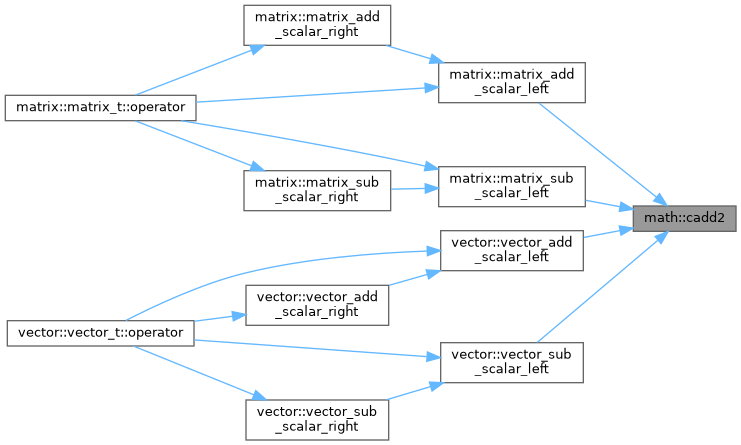 matrix::matrix_add
_scalar_right
matrix::matrix_add
_scalar_left
matrix::matrix_t::operator
matrix::matrix_sub
_scalar_right
matrix::matrix_sub
_scalar_left
math::cadd2
vector::vector_add
_scalar_left
vector::vector_add
_scalar_right
vector::vector_t::operator
vector::vector_sub
_scalar_left
vector::vector_sub
_scalar_right